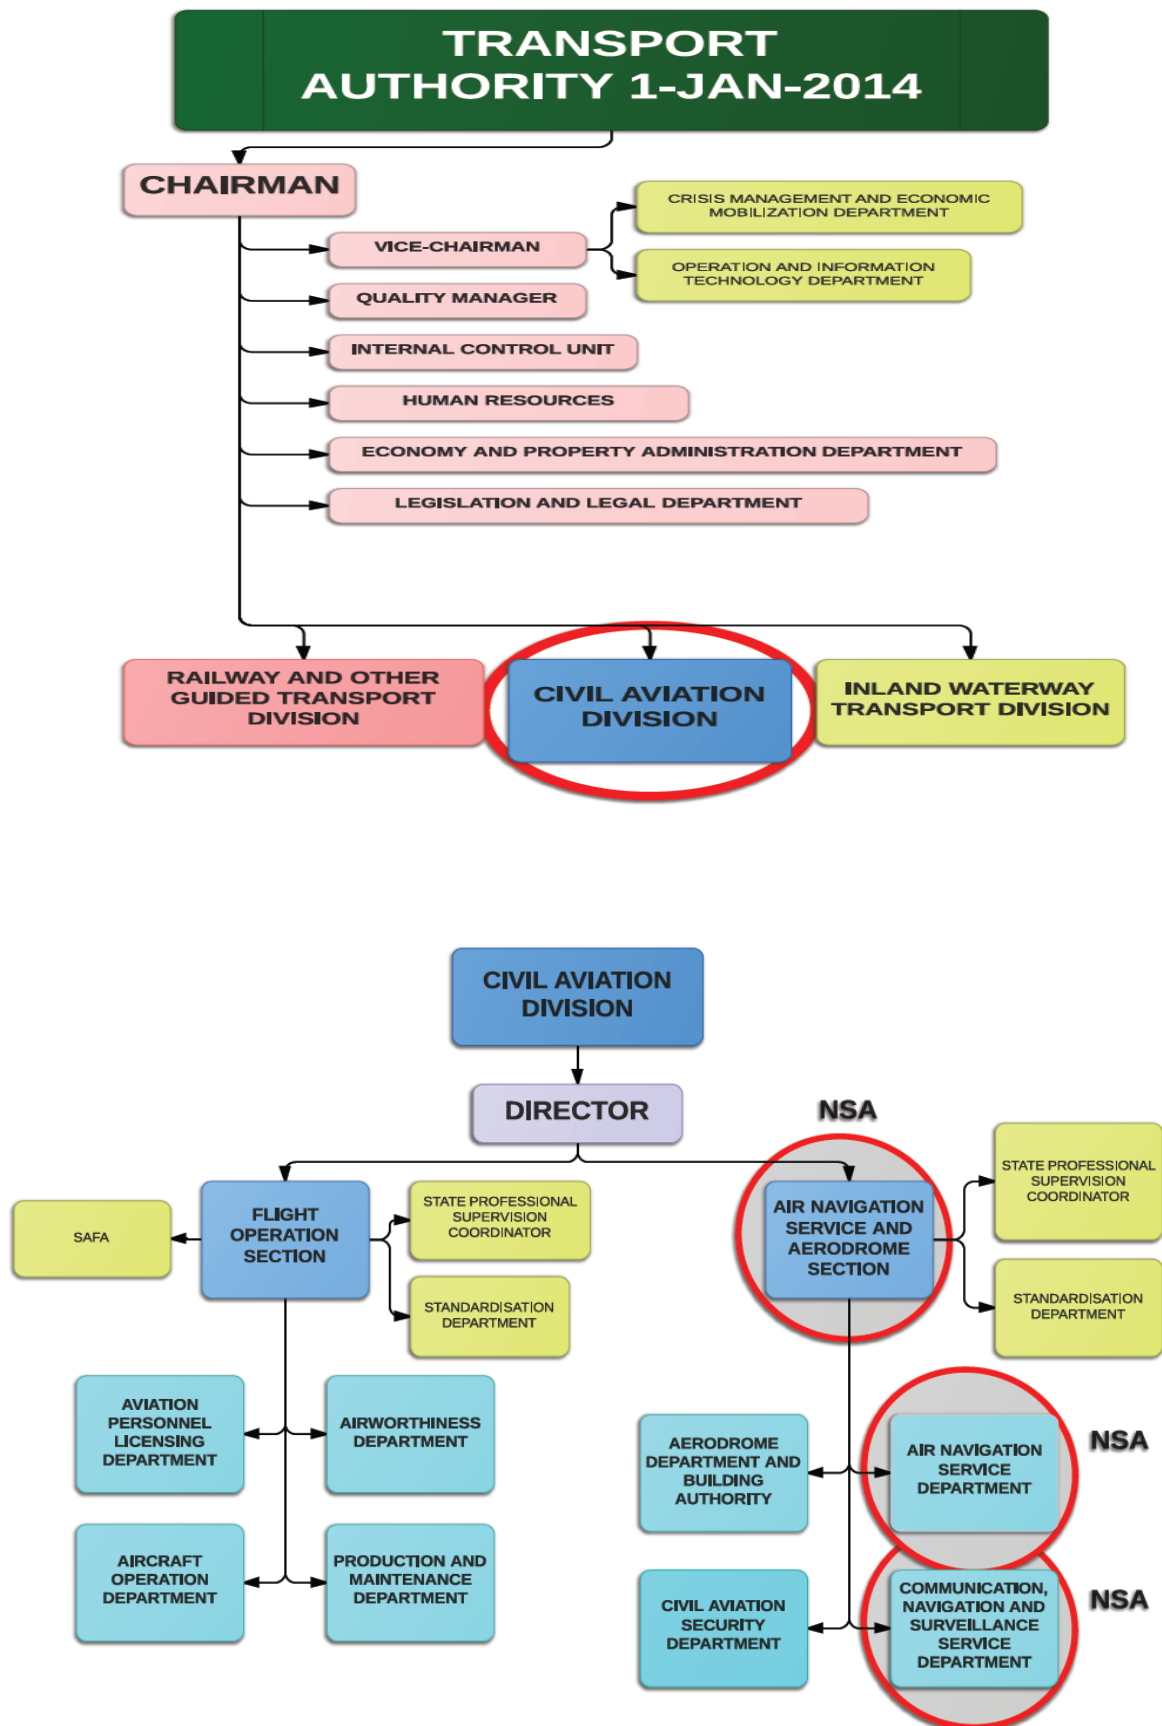 TRANSPORT
AUTHORITY 1-JAN-2014
CHAIRMAN
CRISIS MANAGEMENT AND ECONOMIC
MOBILIZATION DEPARTMENT
VICE-CHAIRMAN
OPERATION AND INFORMATION
TECHNOLOGY DEPARTMENT
QUALITY MANAGER
INTERNAL CONTROL UNIT
HUMAN RESOURCES
ECONOMY AND PROPERTY ADMINISTRATION DEPARTMENT
LEGISLATION AND LEGAL DEPARTMENT
RAILWAY AND OTHER
GUIDED TRANSPORT
DIVISION
CIVIL AVIATION
DIVISION
INLAND WATERWAY
TRANSPORT DIVISION
CIVIL AVIATION
DIVISION
DIRECTOR
NSA
SAFA
FLIGHT
OPERATION
SECTION
STATE PROFESSIONAL
SUPERVISION
COORDINATOR
STANDARDISATION
DEPARTMENT
AIR NAVIGATION
SERVICE AND
AERODROME
SECTION
STATE PROFESSIONAL
SUPERVISION
COORDINATOR
STANDARDISATION
DEPARTMENT
AVIATION
PERSONNEL
LICENSING
DEPARTMENT
AIRWORTHINESS
DEPARTMENT
AERODROME
DEPARTMENT AND
BUILDING
AUTHORITY
AIR NAVIGATION
SERVICE
DEPARTMENT
NSA
AIRCRAFT
OPERATION
DEPARTMENT
PRODUCTION AND
MAINTENANCE
DEPARTMENT
CIVIL AVIATION
SECURITY
DEPARTMENT
COMMUNICATION,
NAVIGATION AND
SURVEILLANCE
SERVICE
DEPARTMENT
NSA